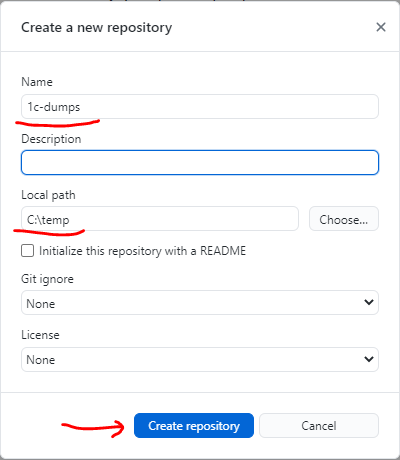 Create a new repository
Name
1c-dumps
Description
Local path
C:\temp
Choose...
Initialize this repository with a README
Git ignore
None
License
None
Create repository
Cancel